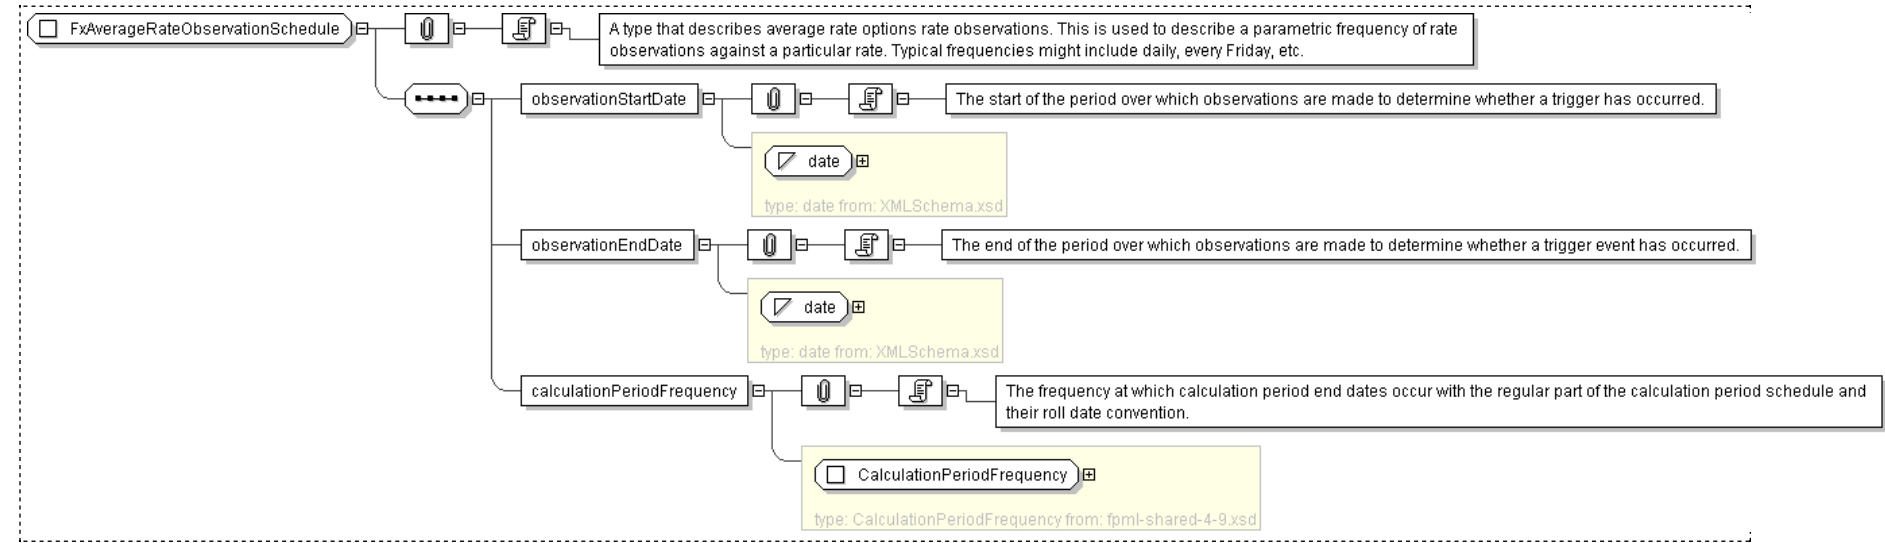 FxAverageRateObservationSchedule
A type that describes average rate options rate observations. This is used to describe a parametric frequency of rate
observations against a particular rate. Typical frequencies might include daily, every Friday, etc.
observationStartDate
The start of the period over which observations are made to determine whether a trigger has occurred.
date
type: date from: XMLSchema.xsd
observationEndDate
The end of the period over which observations are made to determine whether a trigger event has occurred.
date
type: date from: XMLSchema.xsd
calculationPeriodFrequency
The frequency at which calculation period end dates occur with the regular part of the calculation period schedule and
their roll date convention.
CalculationPeriodFrequency
type: CalculationPeriodFrequency from: fpml-shared-4-9.xsd